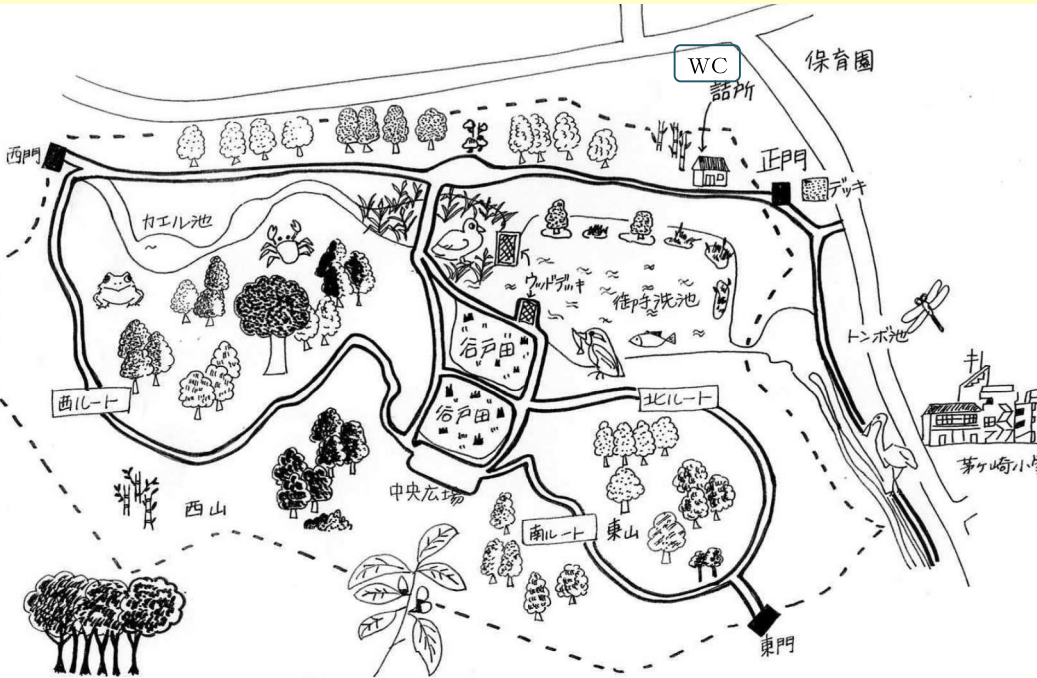 WC
保育園
詰所
西門
正門
デッキ
カエル池
ウッドデッキ
御手洗池
トンボ池
谷戸田
西ルート
谷戸田
北ルート
茅ケ崎小学
中央広場
西山
南ルート
東山
東門